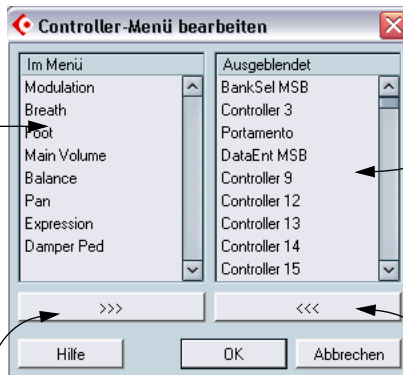 Controller-Menü bearbeiten
Im Menü
Modulation
Breath
Foot
Main Volume
Balance
Pan
Expression
Damper Ped
Ausgeblendet
BankSel MSB
Controller 3
Portamento
DataEnt MSB
Controller 9
Controller 12
Controller 13
Controller 14
Controller 15
>>>
<<<
Hilfe
OK
Abbrechen